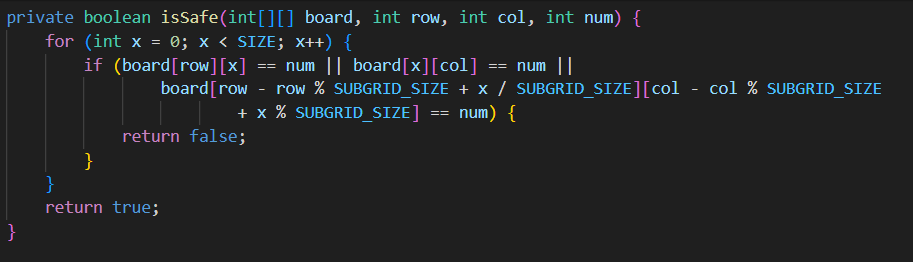 private boolean isSafe(int[][] board, int row, int col, int num) {
    for (int x = 0; x < SIZE; x++) {
        if (board[row][x] == num || board[x][col] == num ||
                board[row - row % SUBGRID_SIZE + x / SUBGRID_SIZE][col - col % SUBGRID_SIZE
                        + x % SUBGRID_SIZE] == num) {
            return false;
        }
    }
    return true;
}